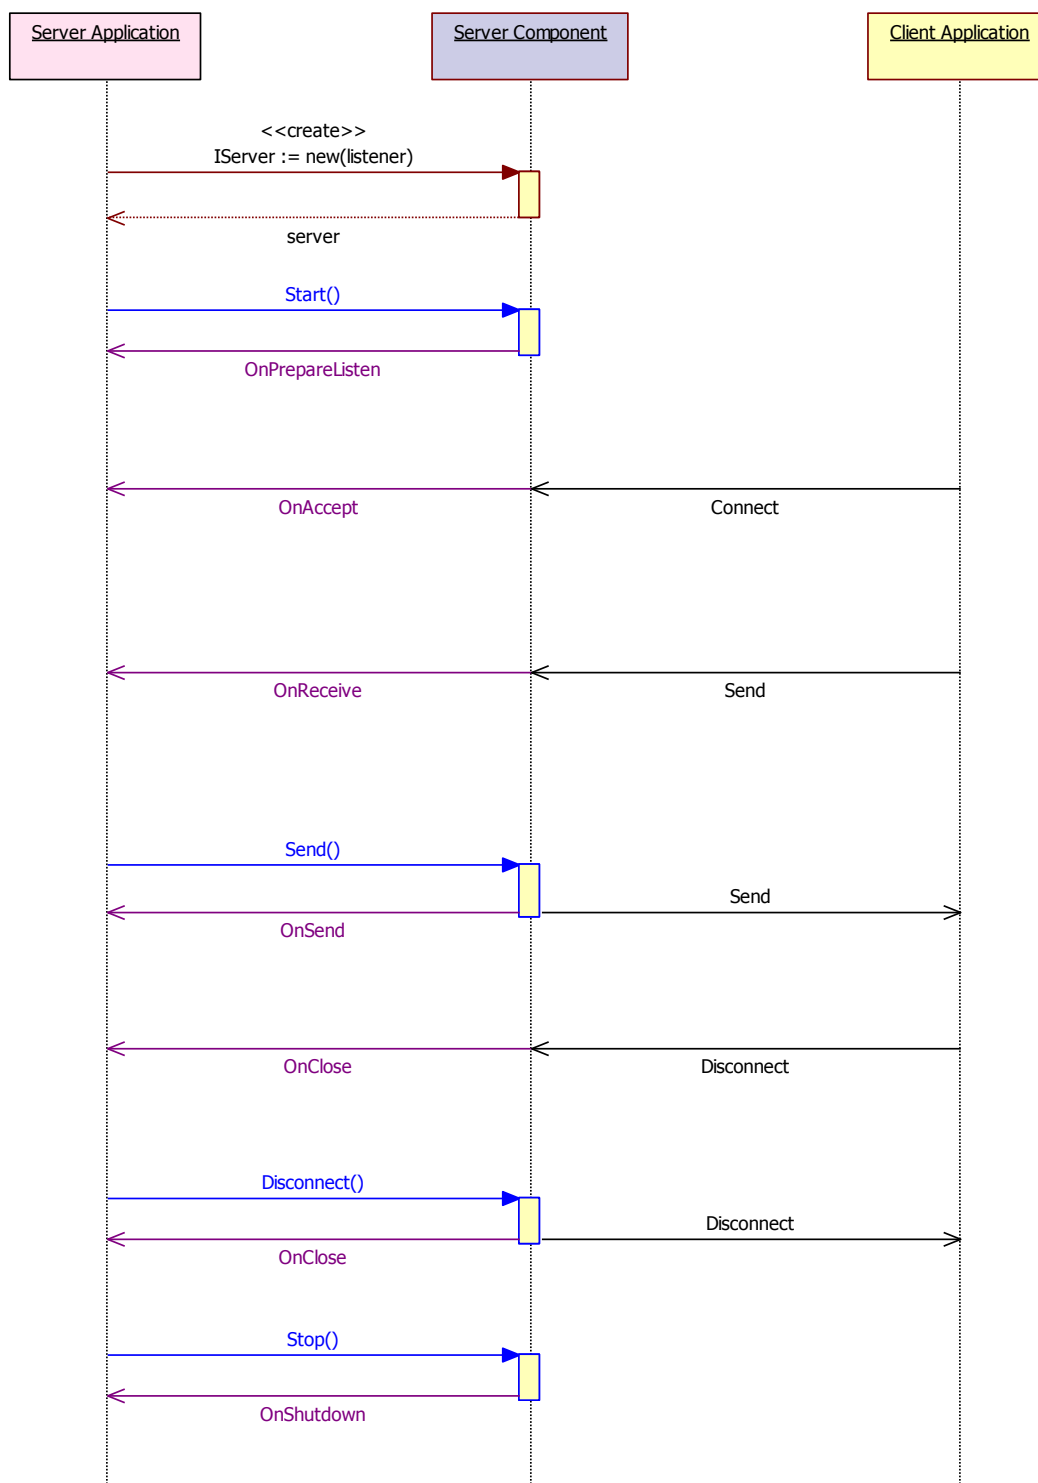 Server Application
Server Component
Client Application
<<create>>
IServer := new(listener)
server
Start()
OnPrepareListen
OnAccept
Connect
OnReceive
Send
Send()
Send
OnSend
OnClose
Disconnect
Disconnect()
Disconnect
OnClose
Stop()
OnShutdown